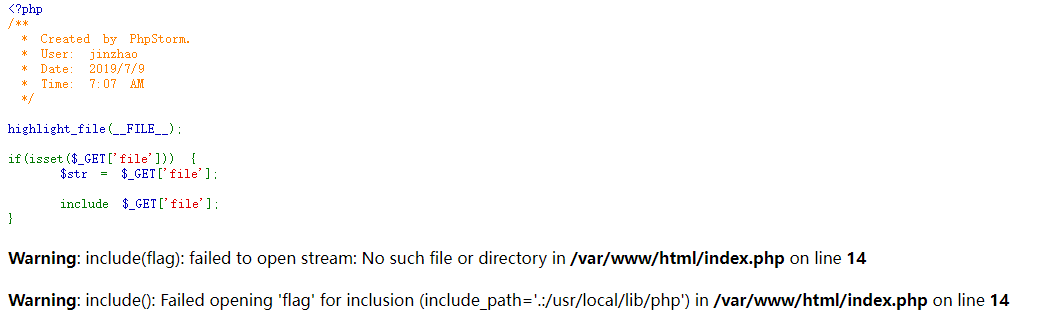 <?php
/**
 * Created by PhpStorm.
 * User: jinzhao
 * Date: 2019/7/9
 * Time: 7:07 AM
 */
highlight_file(__FILE__);
if(isset($_GET['file'])) {
$str = $_GET['file'];
include $_GET['file'];
}
Warning: include(flag): failed to open stream: No such file or directory in /var/www/html/index.php on line 14
Warning: include(): Failed opening 'flag' for inclusion (include_path='.:/usr/local/lib/php') in /var/www/html/index.php on line 14